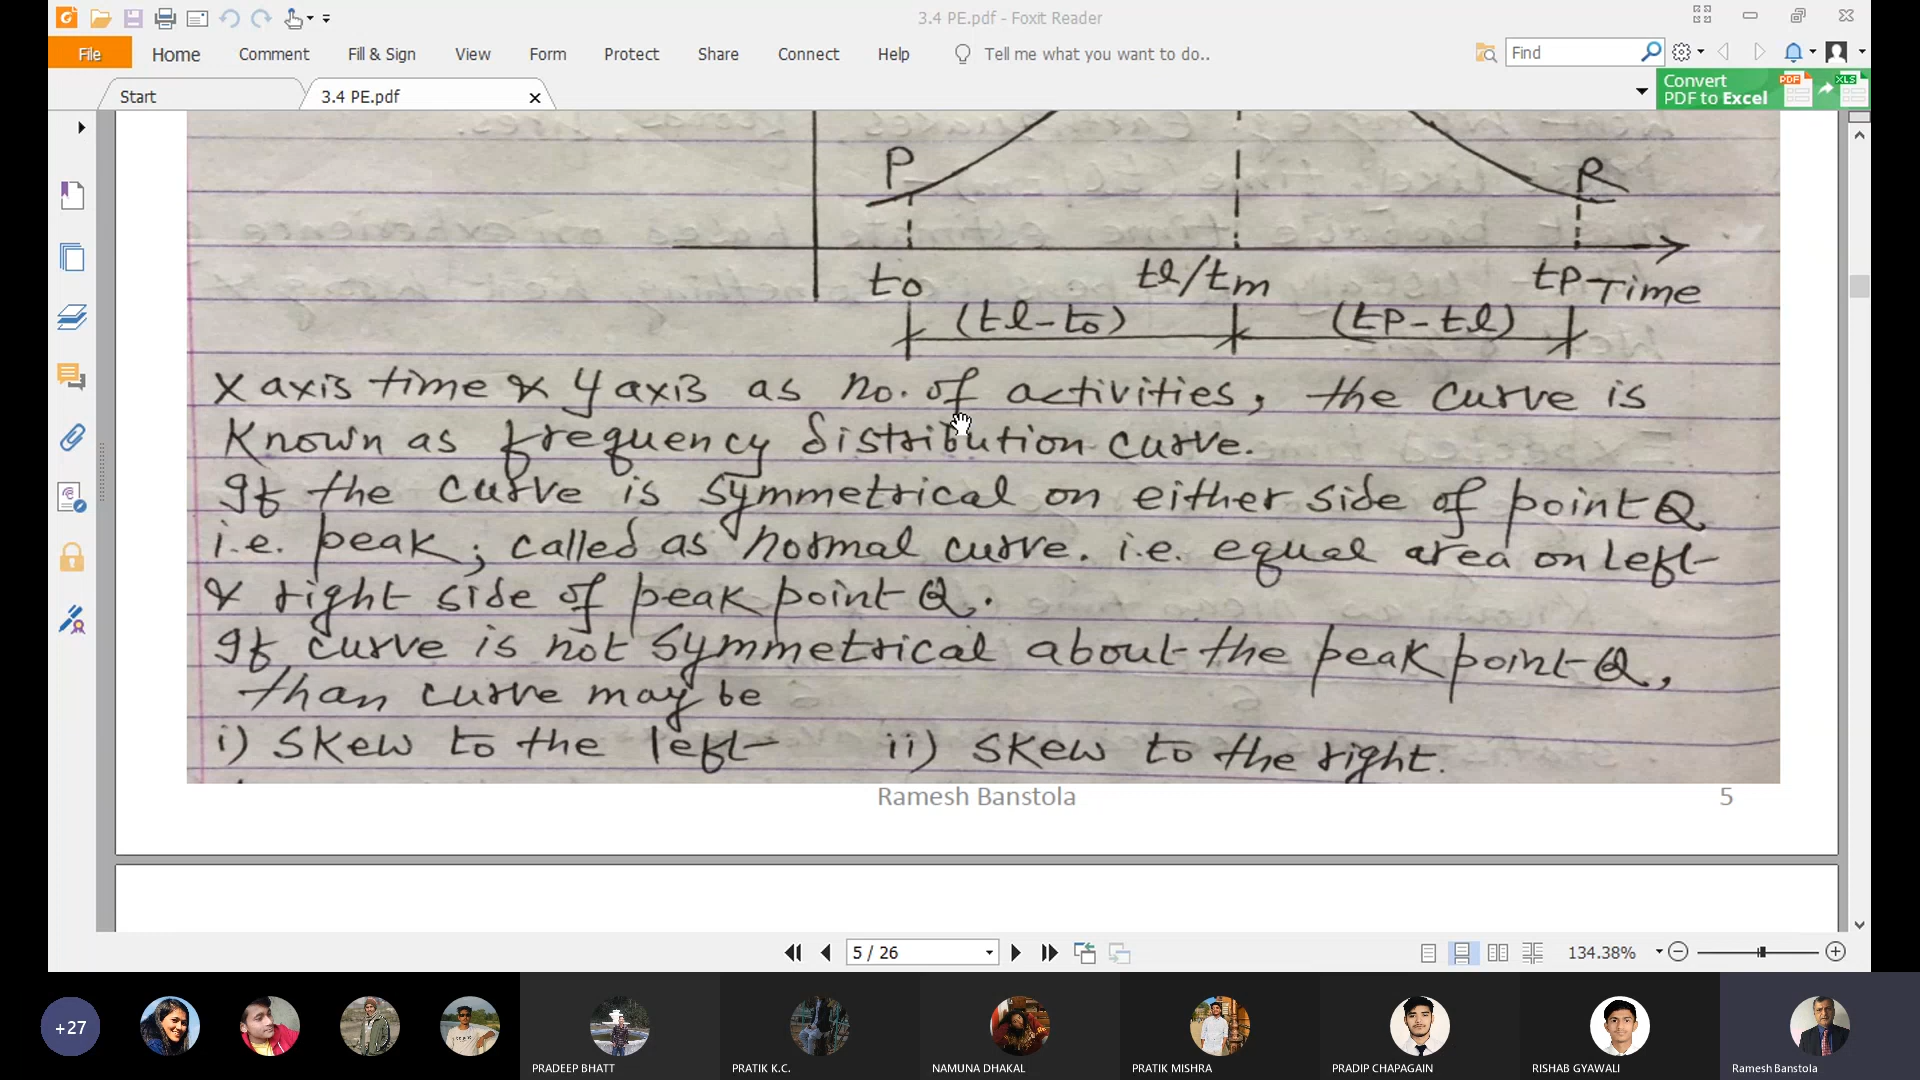 3.4 PE.pdf - Foxit Reader
File Home Comment Fill & Sign View Form Protect Share Connect Help Tell me what you want to do.. Find
Start 3.4 PE.pdf
Convert
PDF to Excel
PDF XLS
P R
to tl/tm tp Time
(tl-to) (tp-tl)
X axis time & Y axis as no. of activities, the curve is
Known as frequency distribution curve.
If the curve is symmetrical on either side of point Q
i.e. peak, called as normal curve. i.e. equal area on left
& right side of peak point Q.
If curve is not symmetrical about the peak point Q,
than curve may be
i) skew to the left ii) skew to the right.
Ramesh Banstola 5
5 / 26 134.38%
+27
PRADEEP BHATT PRATIK K.C. NAMUNA DHAKAL PRATIK MISHRA PRADIP CHAPAGAIN RISHAB GYAWALI Ramesh Banstola